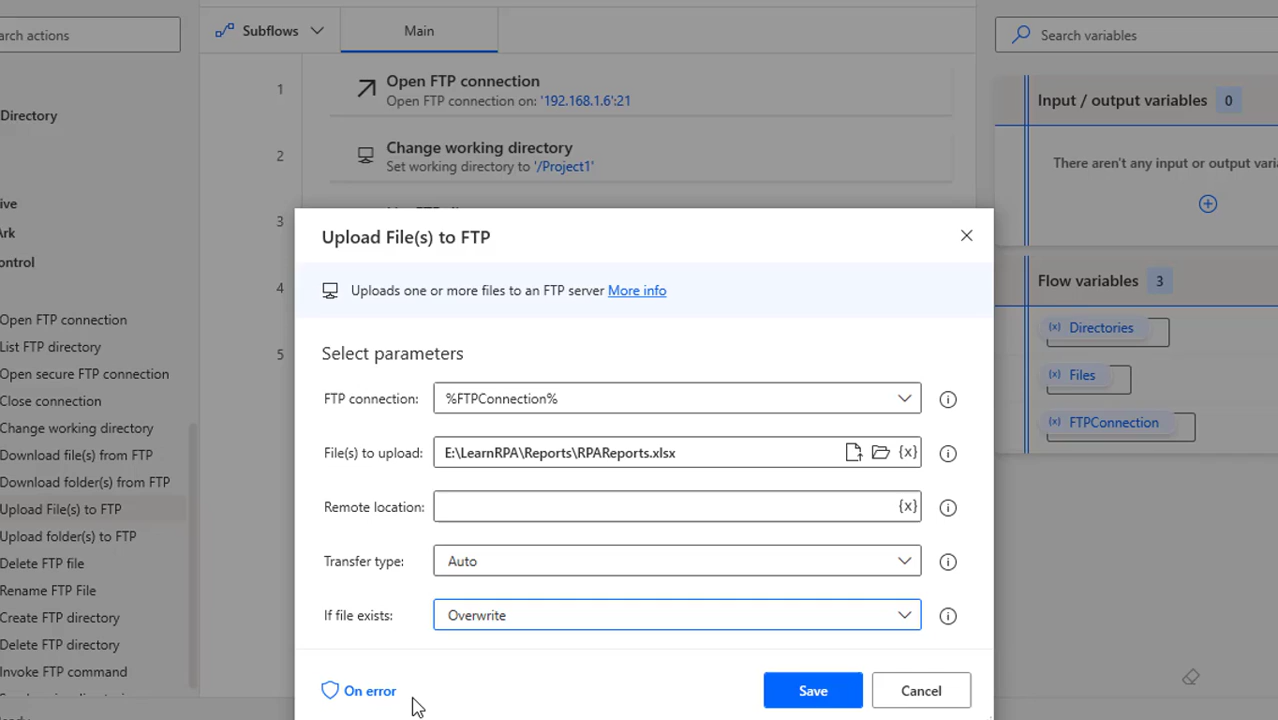 arch actions
Directory
ive
Ark
ontrol
Open FTP connection
List FTP directory
Open secure FTP connection
Close connection
Change working directory
Download file(s) from FTP
Download folder(s) from FTP
Upload File(s) to FTP
Upload folder(s) to FTP
Delete FTP file
Rename FTP File
Create FTP directory
Delete FTP directory
Invoke FTP command
Subflows
Main
1
Open FTP connection
Open FTP connection on: '192.168.1.6':21
2
Change working directory
Set working directory to '/Project1'
3
4
5
Upload File(s) to FTP
Uploads one or more files to an FTP server More info
Select parameters
FTP connection: %FTPConnection%
File(s) to upload: E:\LearnRPA\Reports\RPAReports.xlsx {x}
Remote location: {x}
Transfer type: Auto
If file exists: Overwrite
On error
Save
Cancel
Search variables
Input / output variables 0
There aren't any input or output varia
Flow variables 3
(x) Directories
(x) Files
(x) FTPConnection